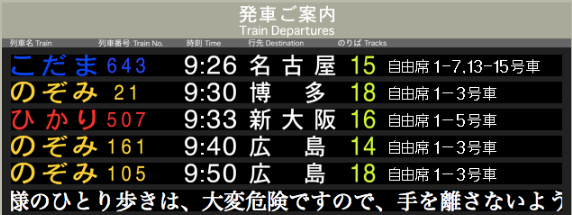 発車ご案内
Train Departures
列車名 Train 列車番号 Train No. 時刻 Time 行先 Destination のりば Tracks
こだま 643 9:26 名古屋 15 自由席 1-7,13-15号車
のぞみ 21 9:30 博多 18 自由席 1-3号車
ひかり 507 9:33 新大阪 16 自由席 1-5号車
のぞみ 161 9:40 広島 14 自由席 1-3号車
のぞみ 105 9:50 広島 18 自由席 1-3号車
様のひとり歩きは、大変危険ですので、手を離さないよう